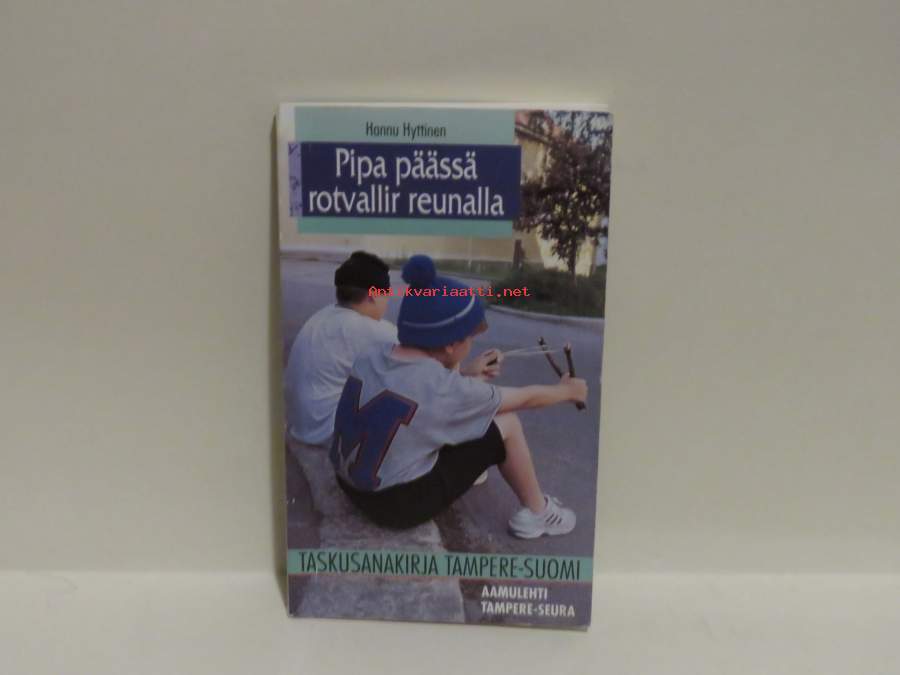 Hannu Hyttinen
Pipa päässä
rotvallir reunalla
Antikvariaatti.net
M
TASKUSANAKIRJA TAMPERE-SUOMI
AAMULEHTI
TAMPERE-SEURA